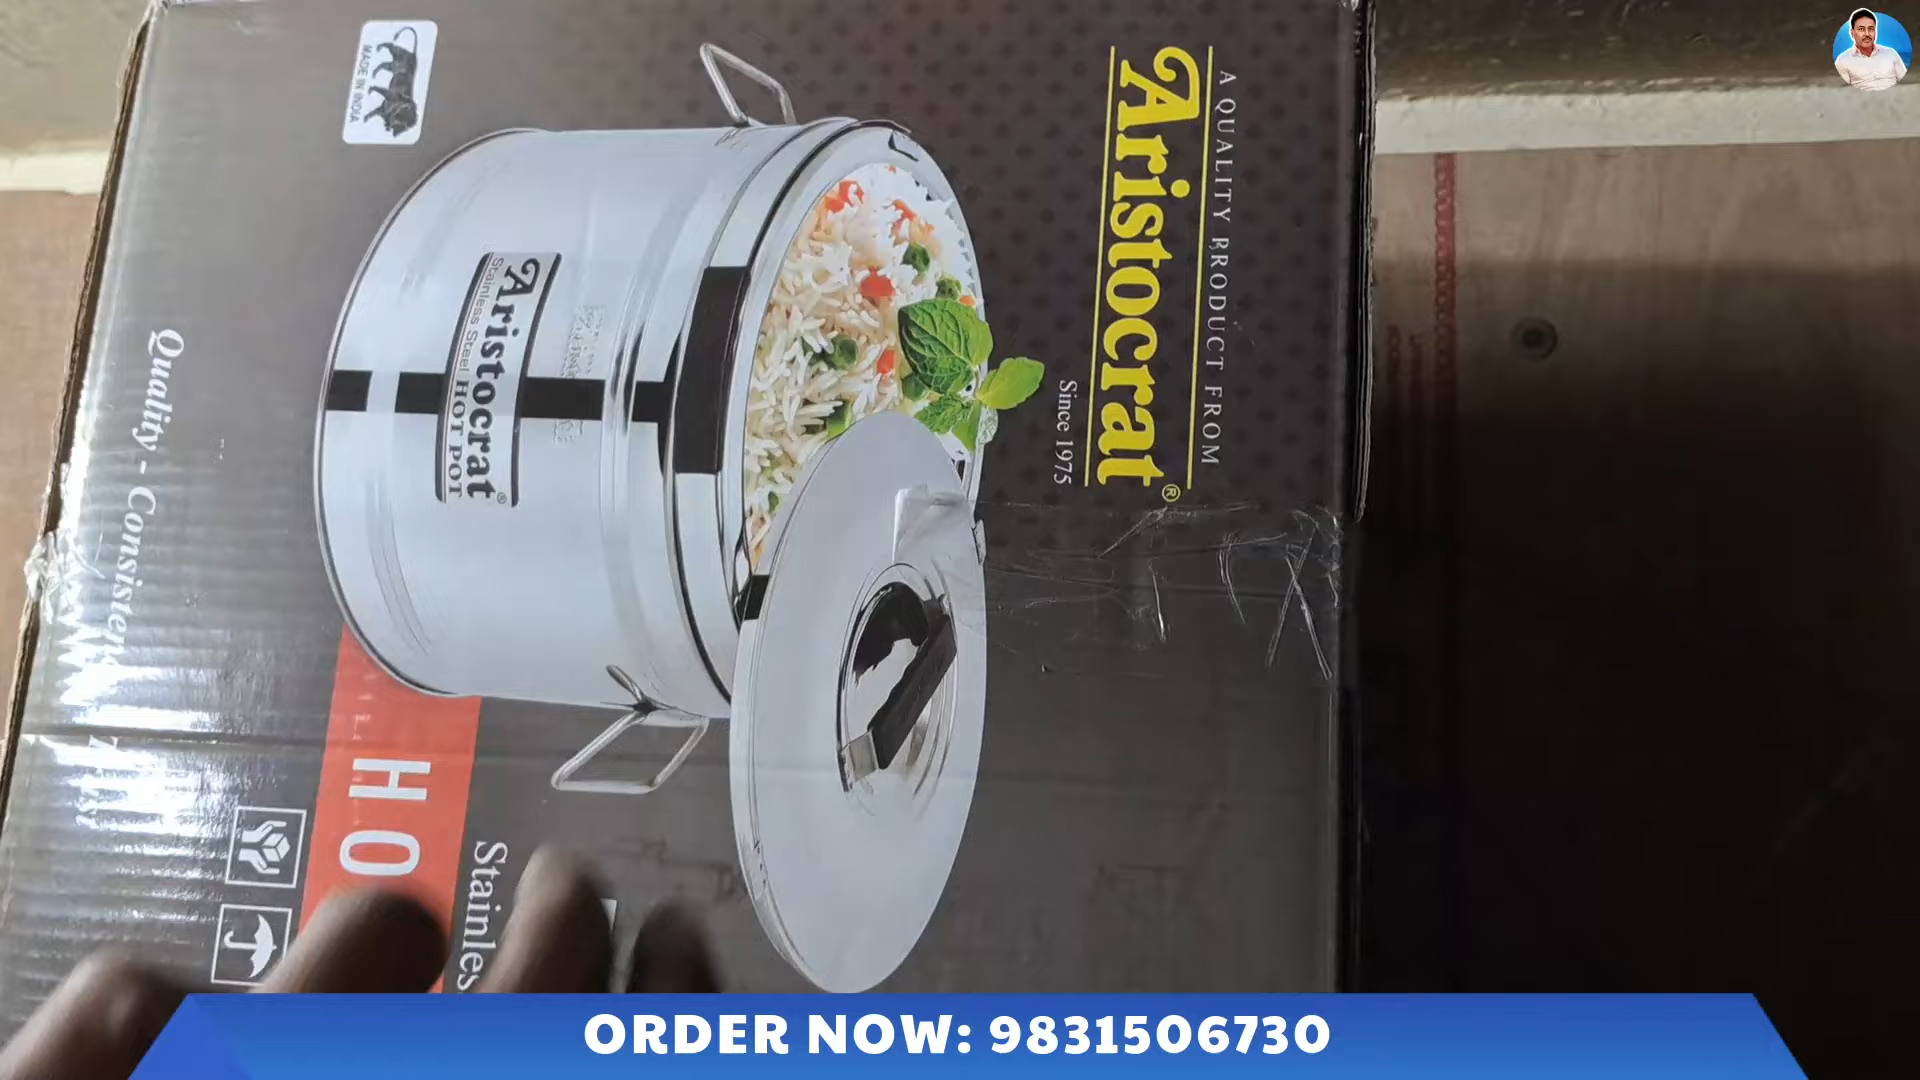 MADE IN INDIA
A QUALITY PRODUCT FROM
Aristocrat®
Since 1975
Aristocrat®
Stainless Steel HOT POT
Quality - Consisten
HO
Stainles
ORDER NOW: 9831506730